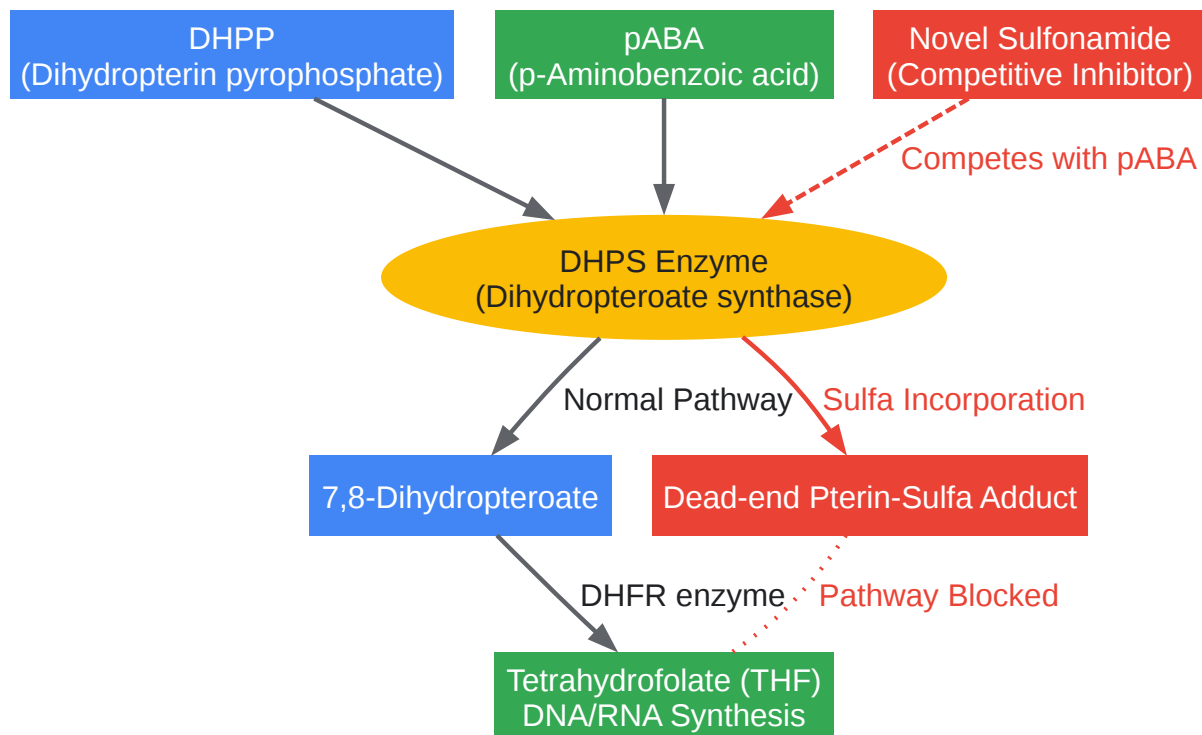 DHPP
(Dihydropterin pyrophosphate)
pABA
(p-Aminobenzoic acid)
Novel Sulfonamide
(Competitive Inhibitor)
Competes with pABA
DHPS Enzyme
(Dihydropteroate synthase)
Normal Pathway
Sulfa Incorporation
7,8-Dihydropteroate
Dead-end Pterin-Sulfa Adduct
DHFR enzyme
Pathway Blocked
Tetrahydrofolate (THF)
DNA/RNA Synthesis